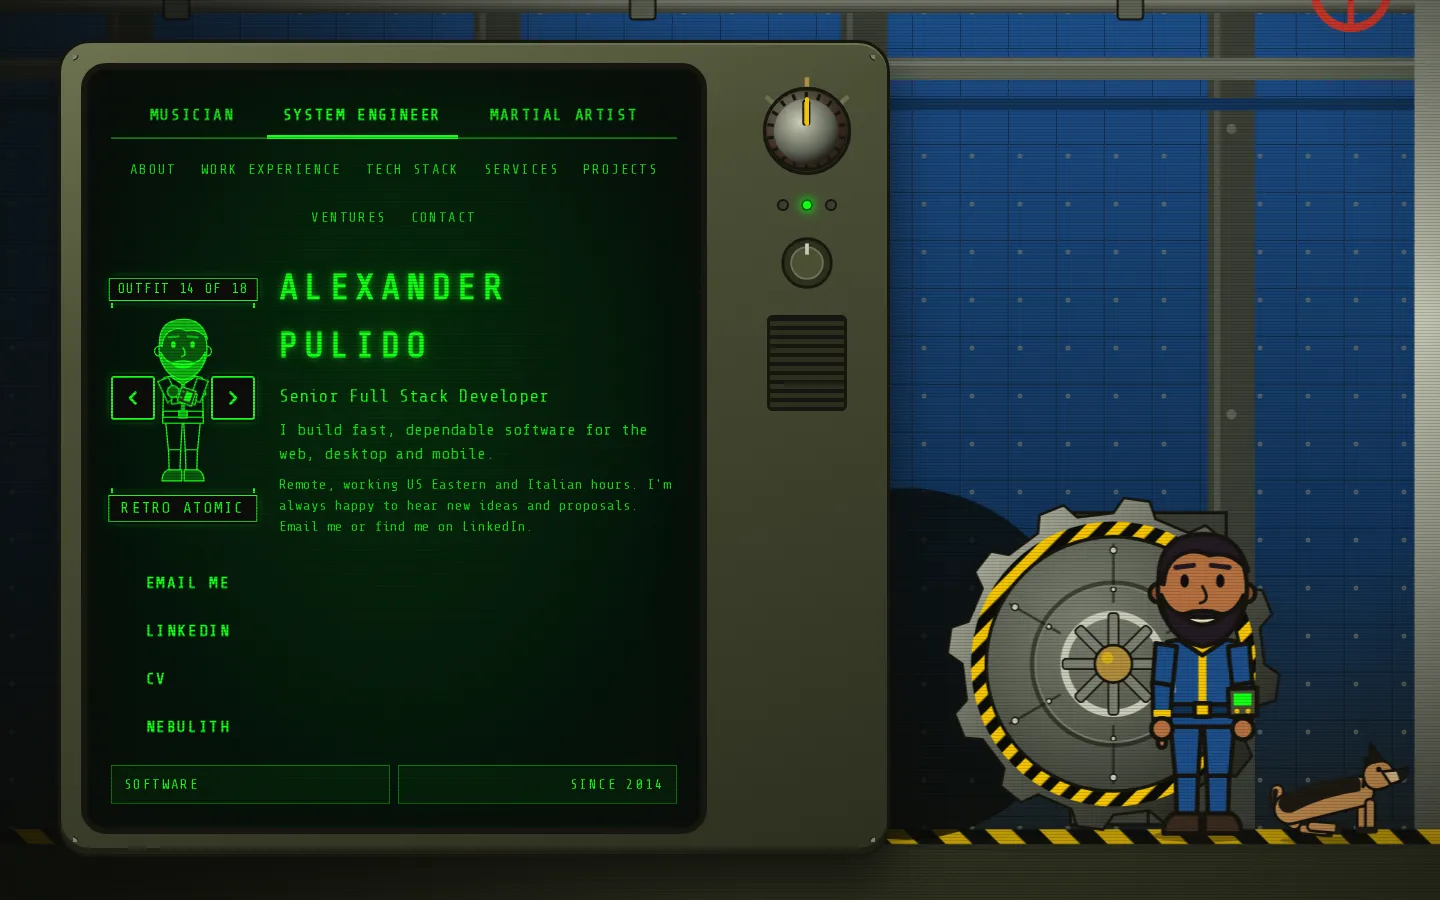 MUSICIAN SYSTEM ENGINEER MARTIAL ARTIST
ABOUT WORK EXPERIENCE TECH STACK SERVICES PROJECTS
VENTURES CONTACT
OUTFIT 14 OF 18
RETRO ATOMIC
ALEXANDER
PULIDO
Senior Full Stack Developer
I build fast, dependable software for the
web, desktop and mobile.
Remote, working US Eastern and Italian hours. I'm
always happy to hear new ideas and proposals.
Email me or find me on LinkedIn.
EMAIL ME
LINKEDIN
CV
NEBULITH
SOFTWARE SINCE 2014